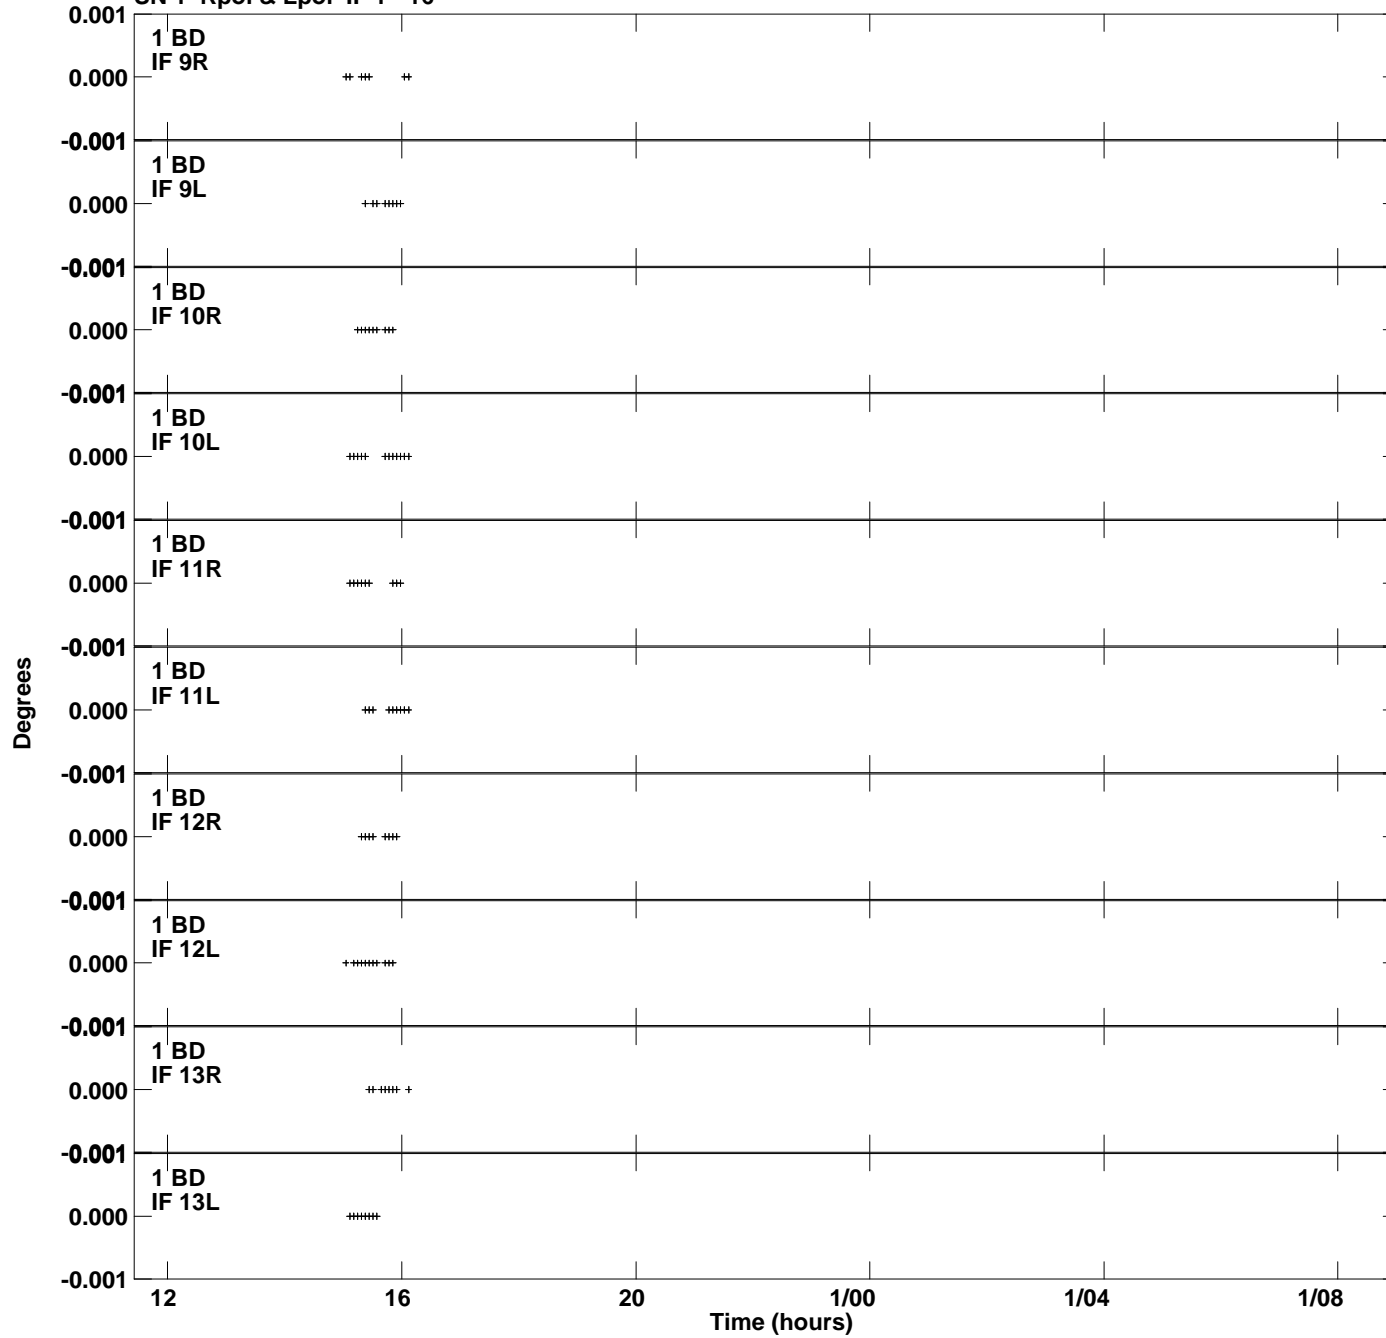 SN 1 Rpol & Lpol IF 1 -
0.001
1 BD
IF 9R
0.000
-0.001
1 BD
IF 9L
0.000
-0.001
1 BD
IF 10R
0.000
-0.001
1 BD
IF 10L
0.000
-0.001
1 BD
IF 11R
0.000
-0.001
1 BD
IF 11L
0.000
-0.001
1 BD
IF 12R
0.000
-0.001
1 BD
IF 12L
0.000
-0.001
1 BD
IF 13R
0.000
-0.001
1 BD
IF 13L
0.000
-0.001
Degrees
12 16 20 1/00 1/04 1/08
Time (hours)